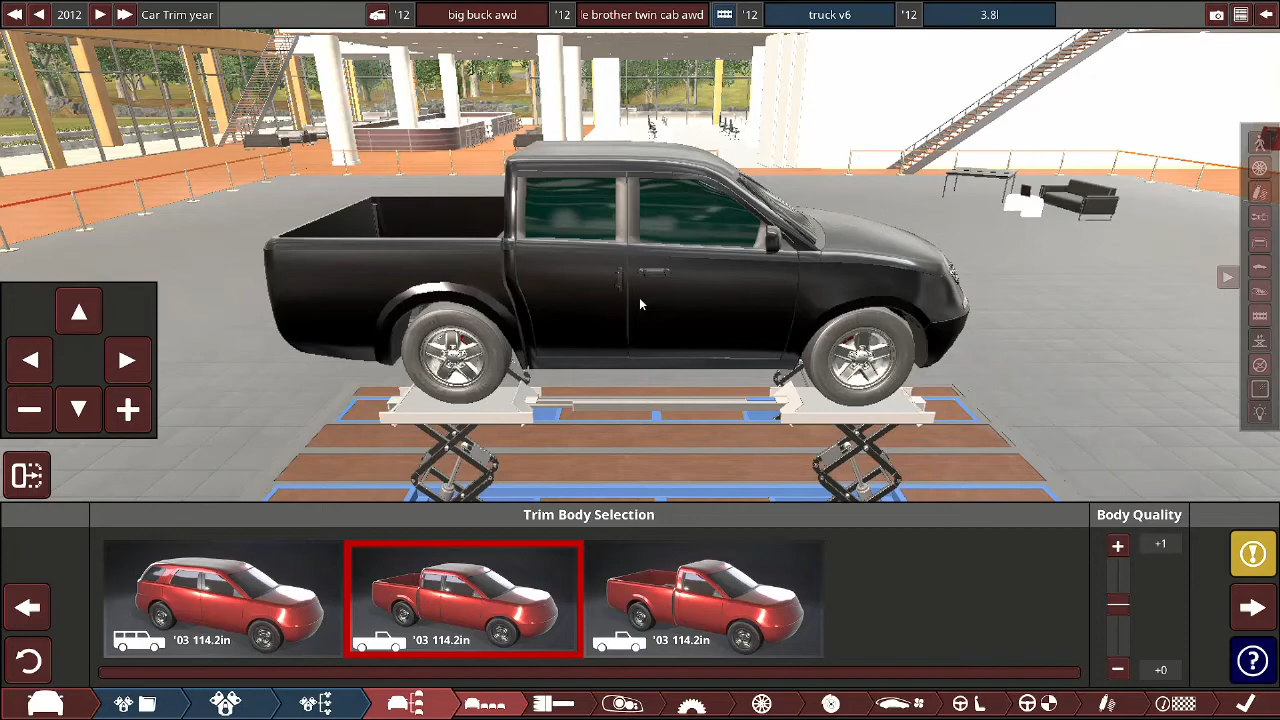 2012 Car Trim year '12 big buck awd '12 e brother twin cab awd '12 truck v6 '12 3.8l
Trim Body Selection
Body Quality
+1
'03 114.2in
'03 114.2in
'03 114.2in
+0